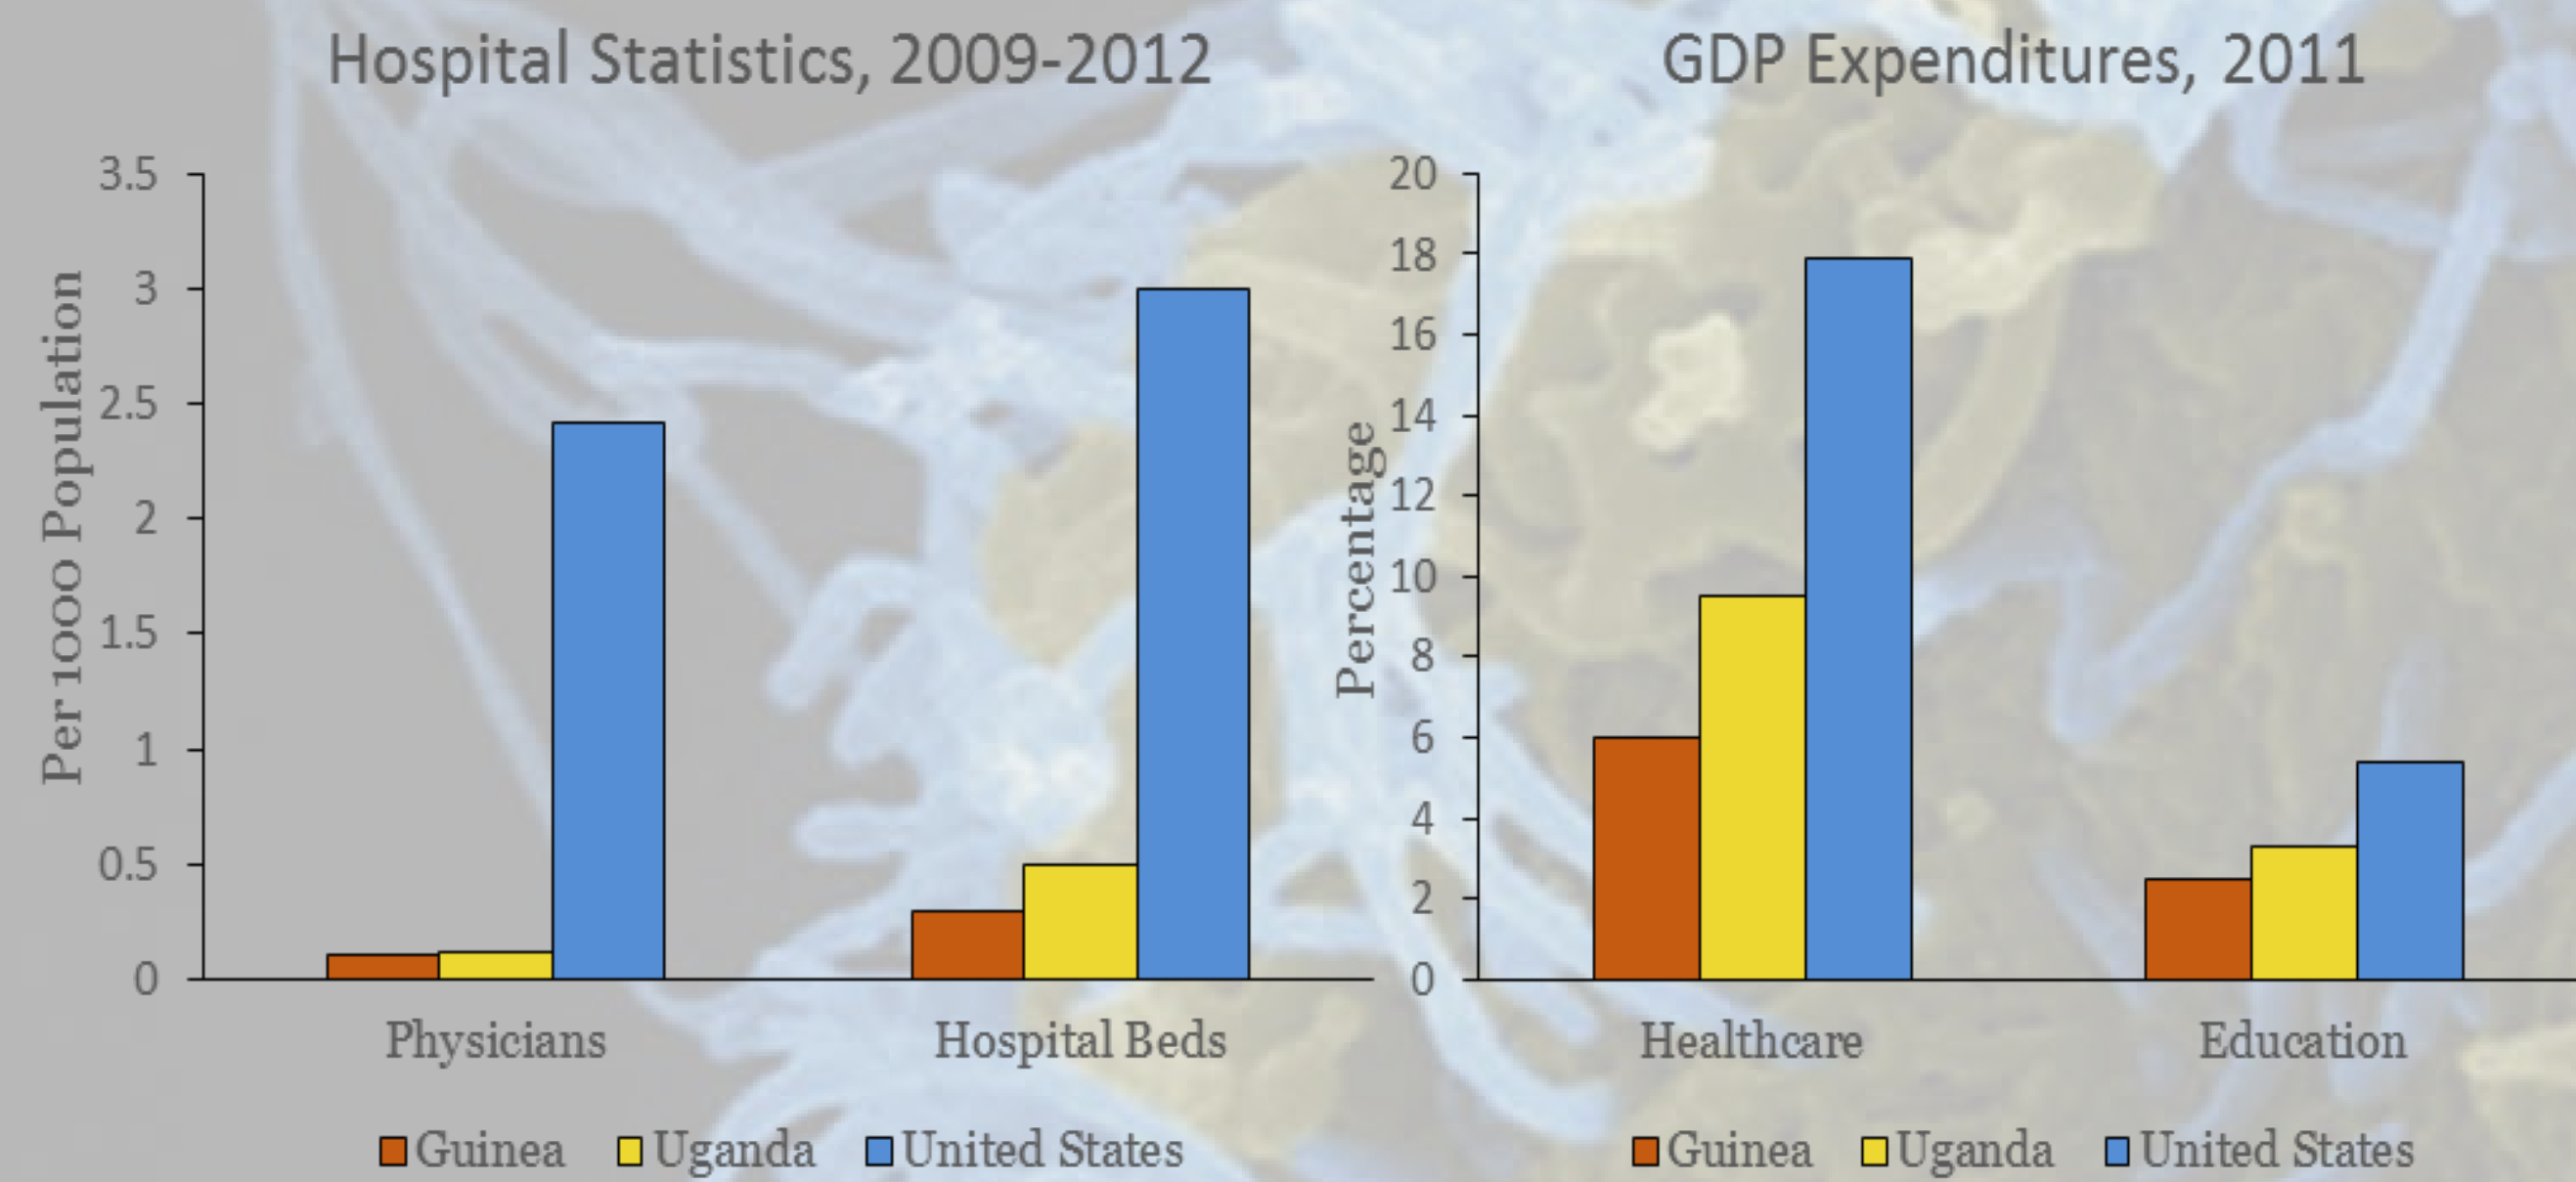 Hospital Statistics, 2009-2012
Per 1000 Population
3.5
3
2.5
2
1.5
1
0.5
0
Physicians
Hospital Beds
Guinea
Uganda
United States
GDP Expenditures, 2011
Percentage
20
18
16
14
12
10
8
6
4
2
0
Healthcare
Education
Guinea
Uganda
United States